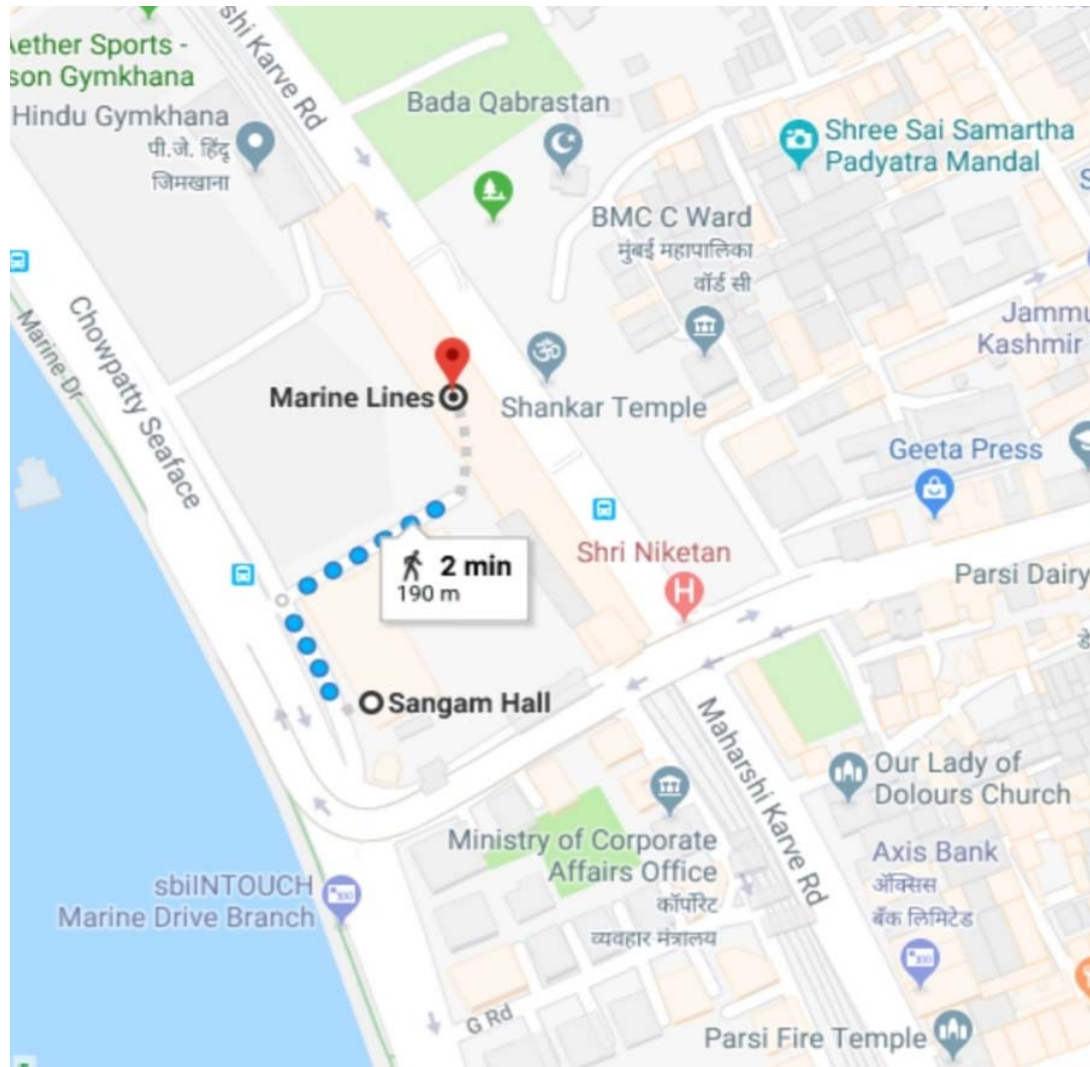 Aether Sports -
son Gymkhana
Hindu Gymkhana
पी.जे. हिंदू
जिमखाना
shi Karve Rd
Bada Qabrastan
Shree Sai Samartha
Padyatra Mandal
BMC C Ward
मुंबई महापालिका
वॉर्ड सी
Jammu
Kashmir
Marine Dr
Chowpatty Seaface
Marine Lines
Shankar Temple
Geeta Press
2 min
190 m
Shri Niketan
H
Parsi Dairy
Sangam Hall
Maharshi Karve Rd
Our Lady of
Dolours Church
Ministry of Corporate
Affairs Office
कॉर्पोरेट
व्यवहार मंत्रालय
Axis Bank
ॲक्सिस
बँक लिमिटेड
sbiINTOUCH
Marine Drive Branch
G Rd
Parsi Fire Temple